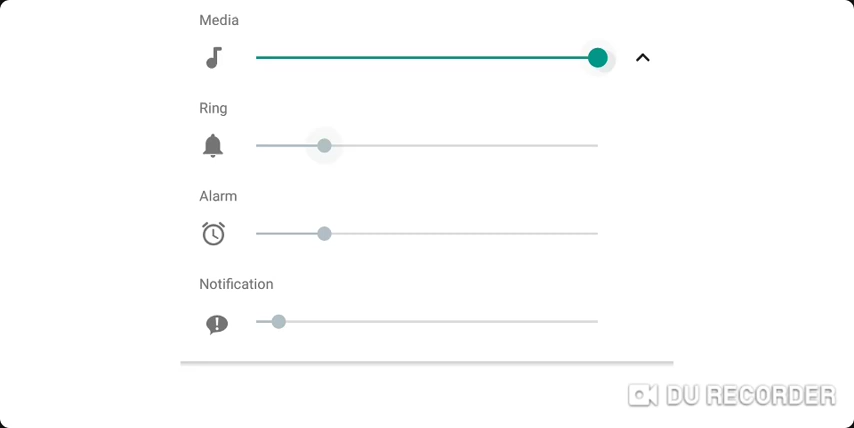 Media
Ring
Alarm
Notification
DU RECORDER